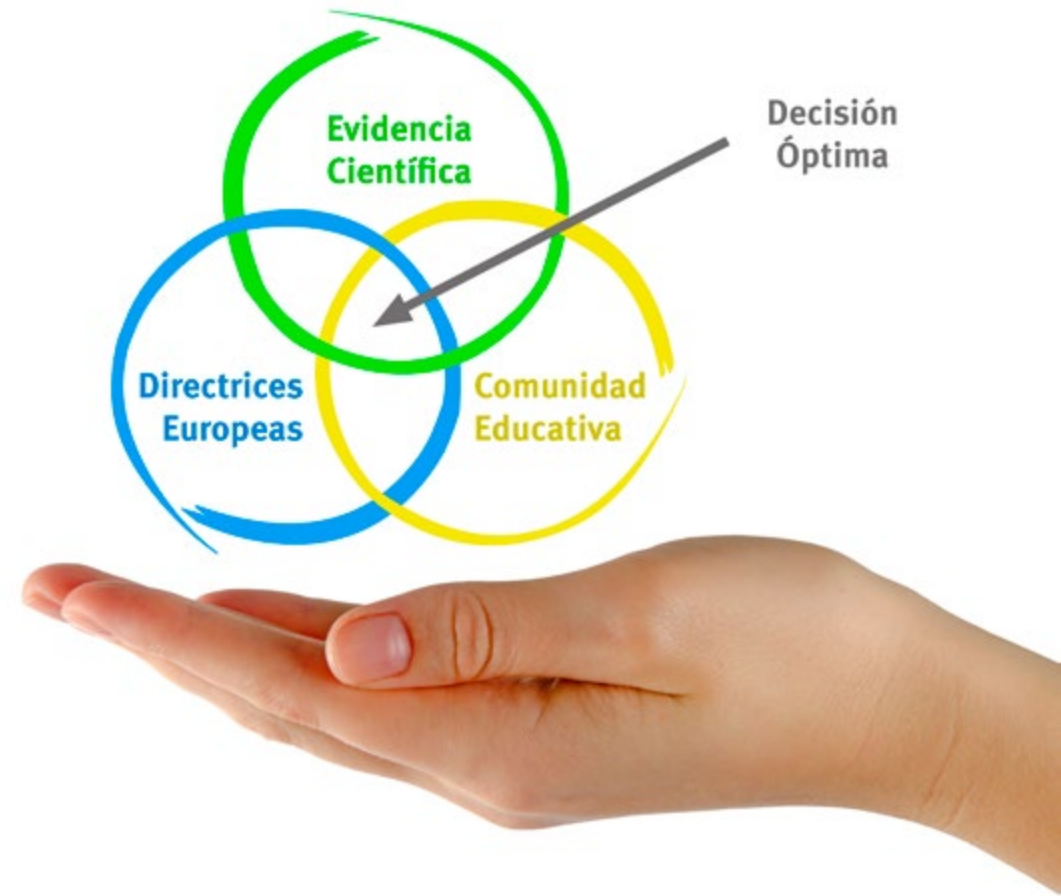 Evidencia
Científica
Decisión
Óptima
Directrices
Europeas
Comunidad
Educativa